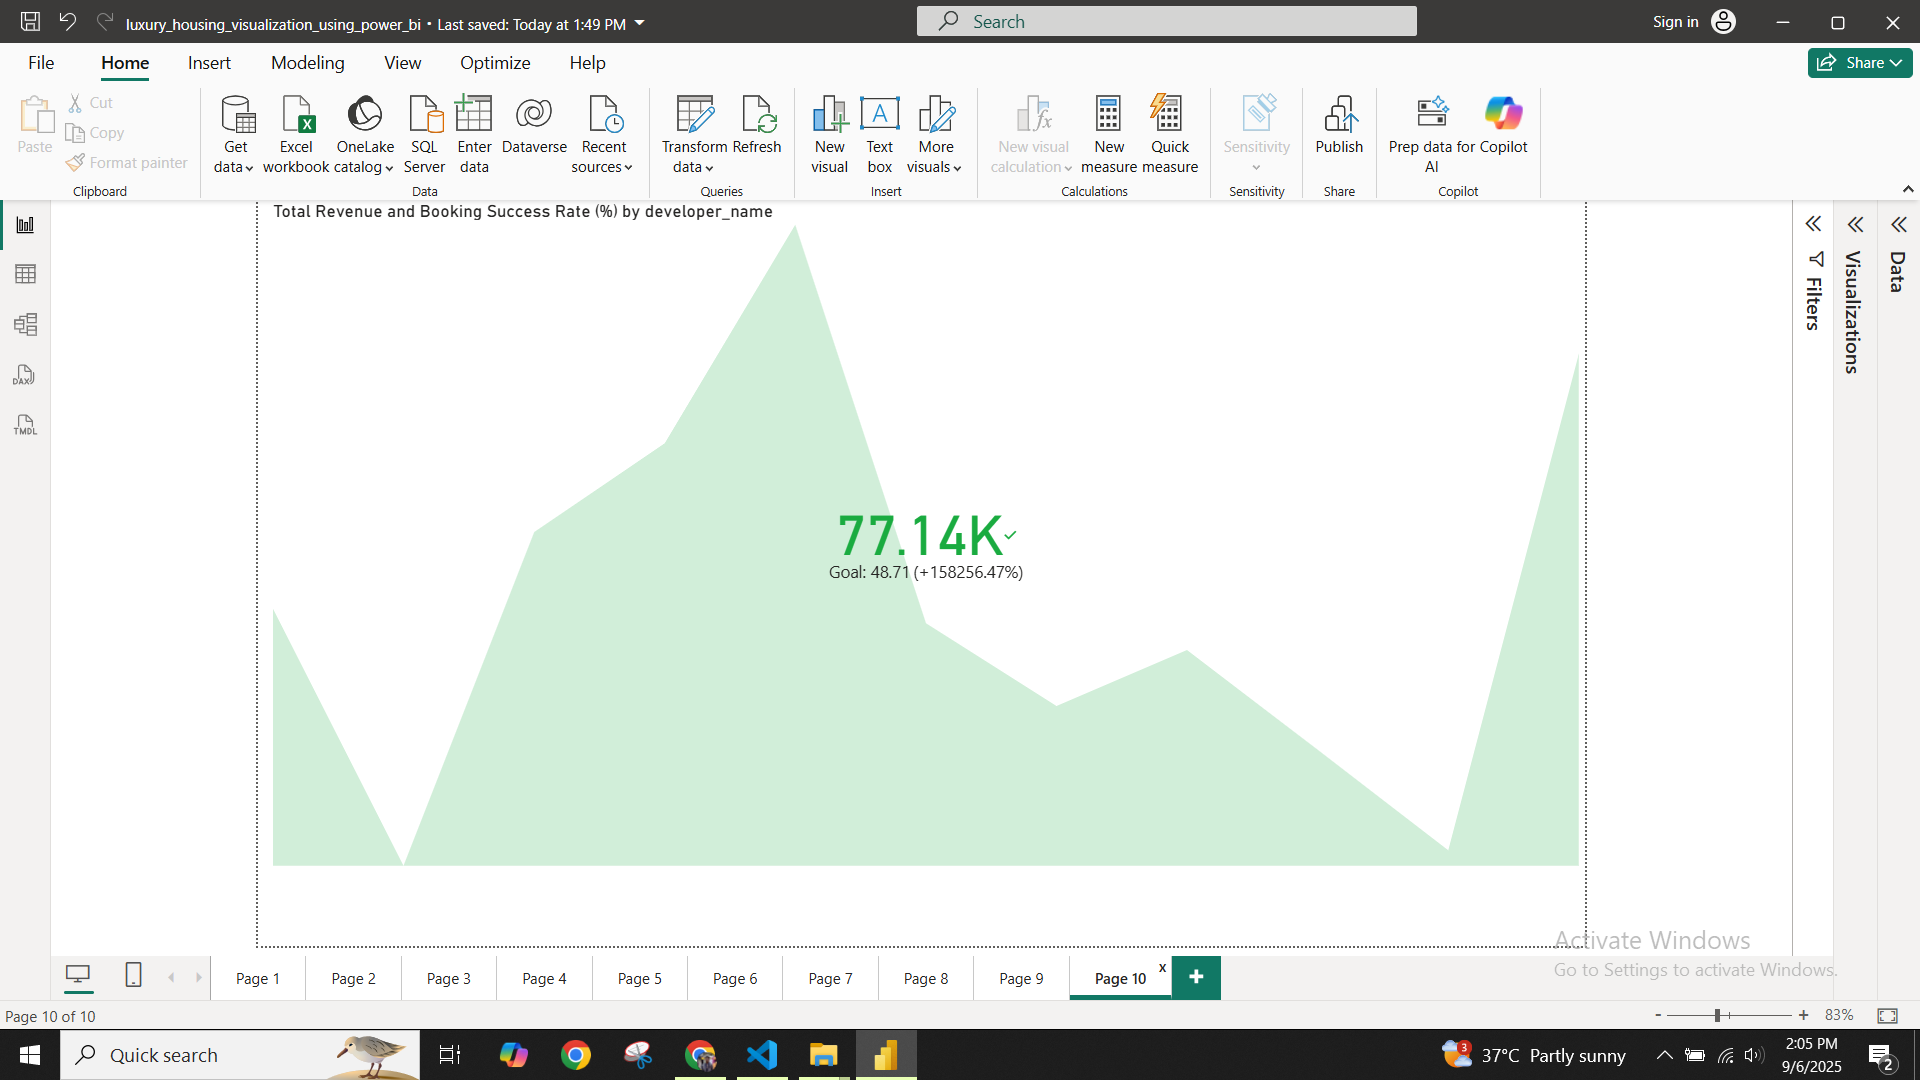 luxury_housing_visualization_using_power_bi • Last saved: Today at 1:49 PM
Search
Sign in
File
Home
Insert
Modeling
View
Optimize
Help
Share
Paste
Cut
Copy
Format painter
Clipboard
Get data
Excel workbook
OneLake catalog
SQL Server
Enter data
Dataverse
Recent sources
Data
Transform data
Refresh
Queries
New visual
Text box
More visuals
Insert
New visual calculation
New measure
Quick measure
Calculations
Sensitivity
Sensitivity
Publish
Share
Prep data for AI
Copilot
Copilot
DAX
TMDL
Total Revenue and Booking Success Rate (%) by developer_name
77.14K
Goal: 48.71 (+158256.47%)
Filters
Visualizations
Data
Activate Windows
Go to Settings to activate Windows.
Page 1
Page 2
Page 3
Page 4
Page 5
Page 6
Page 7
Page 8
Page 9
Page 10
x
+
Page 10 of 10
- + 83%
Quick search
3
37°C Partly sunny
2:05 PM
9/6/2025
2